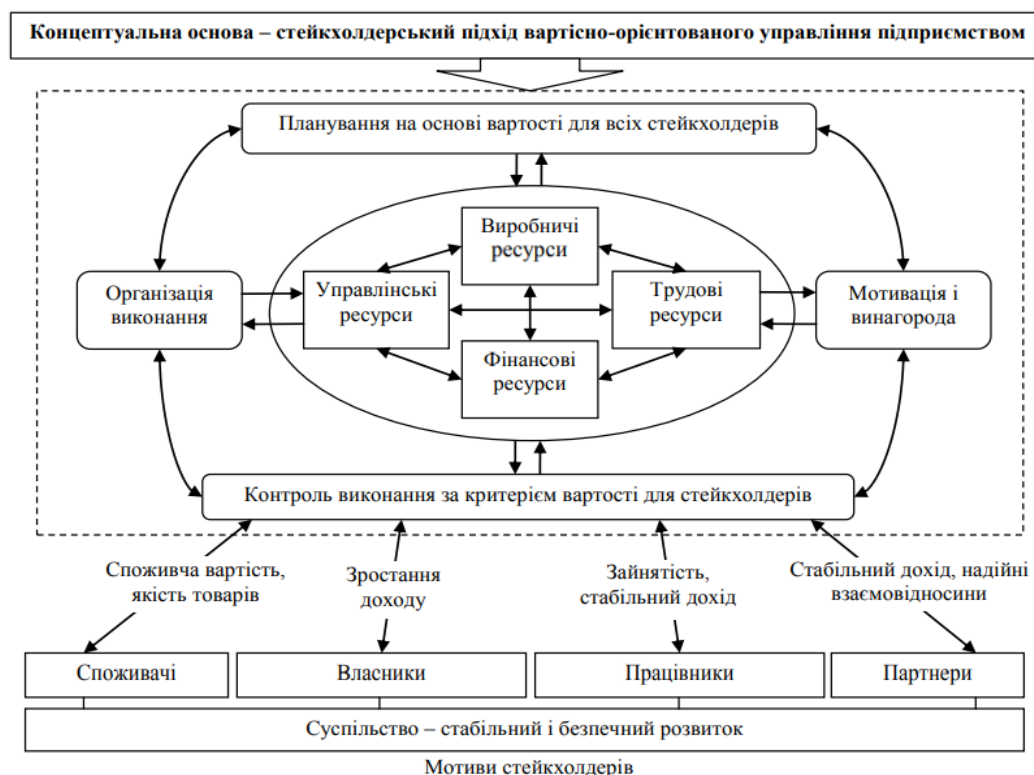 Концептуальна основа – стейкхолдерський підхід вартісно-орієнтованого управління підприємством
Планування на основі вартості для всіх стейкхолдерів
Виробничі
ресурси
Організація
виконання
Управлінські
ресурси
Трудові
ресурси
Мотивація і
винагорода
Фінансові
ресурси
Контроль виконання за критерієм вартості для стейкхолдерів
Споживча вартість,
якість товарів
Зростання
доходу
Зайнятість,
стабільний дохід
Стабільний дохід, надійні
взаємовідносини
Споживачі
Власники
Працівники
Партнери
Суспільство – стабільний і безпечний розвиток
Мотиви стейкхолдерів